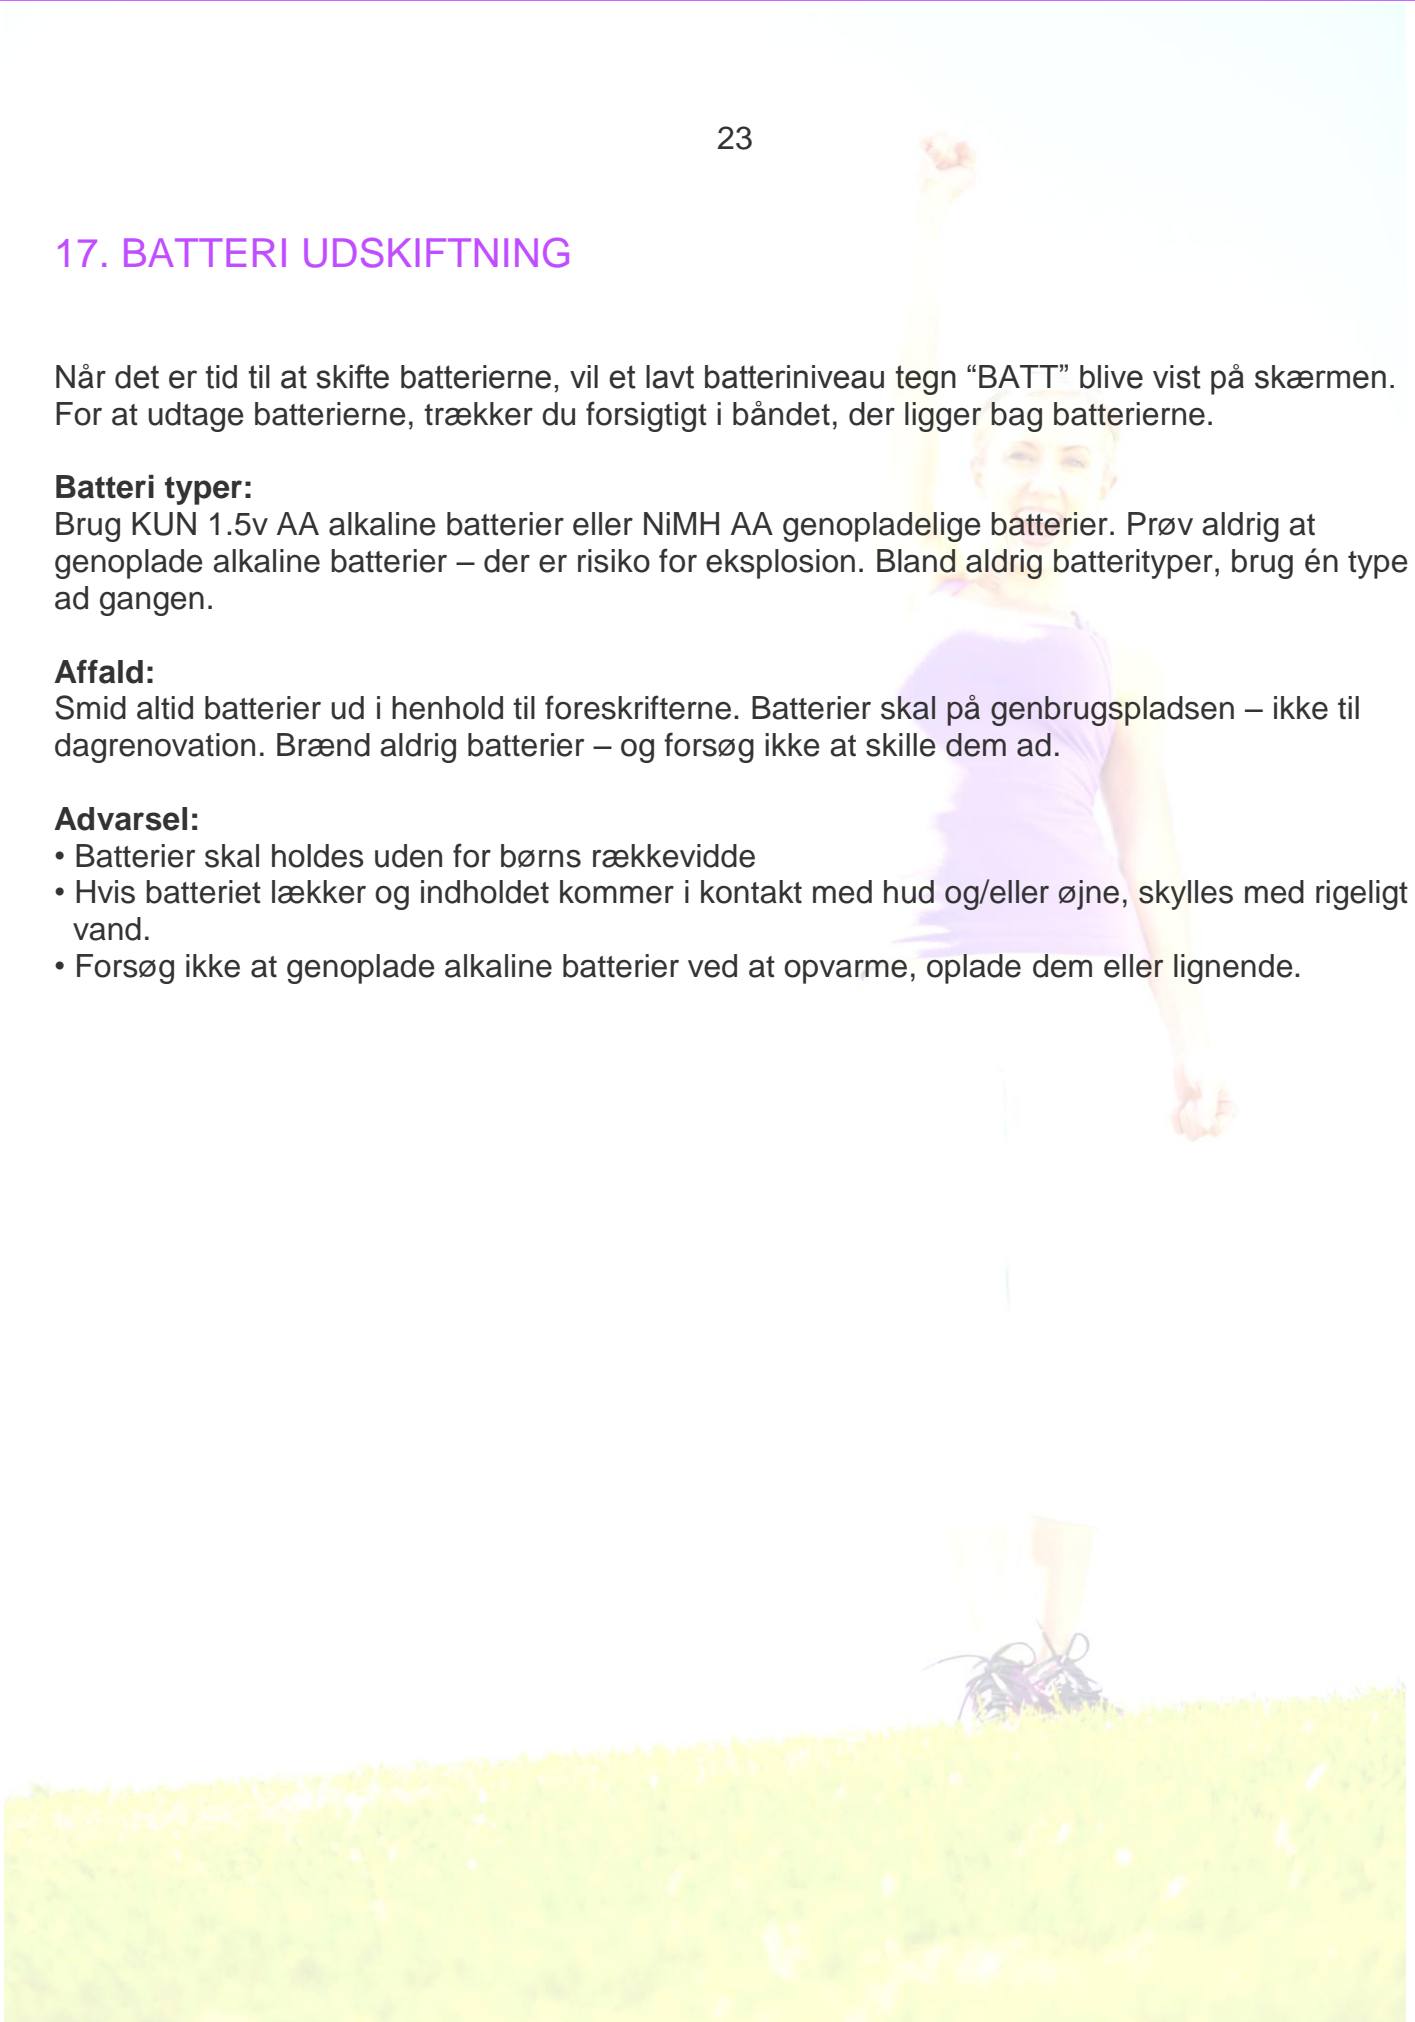 23
17. BATTERI UDSKIFTNING
Når det er tid til at skifte batterierne, vil et lavt batteriniveau tegn “BATT” blive vist på skærmen.
For at udtage batterierne, trækker du forsigtigt i båndet, der ligger bag batterierne.
Batteri typer:
Brug KUN 1.5v AA alkaline batterier eller NiMH AA genopladelige batterier. Prøv aldrig at
genoplade alkaline batterier – der er risiko for eksplosion. Bland aldrig batterityper, brug én type
ad gangen.
Affald:
Smid altid batterier ud i henhold til foreskrifterne. Batterier skal på genbrugspladsen – ikke til
dagrenovation. Brænd aldrig batterier – og forsøg ikke at skille dem ad.
Advarsel:
• Batterier skal holdes uden for børns rækkevidde
• Hvis batteriet lækker og indholdet kommer i kontakt med hud og/eller øjne, skylles med rigeligt
vand.
• Forsøg ikke at genoplade alkaline batterier ved at opvarme, oplade dem eller lignende.